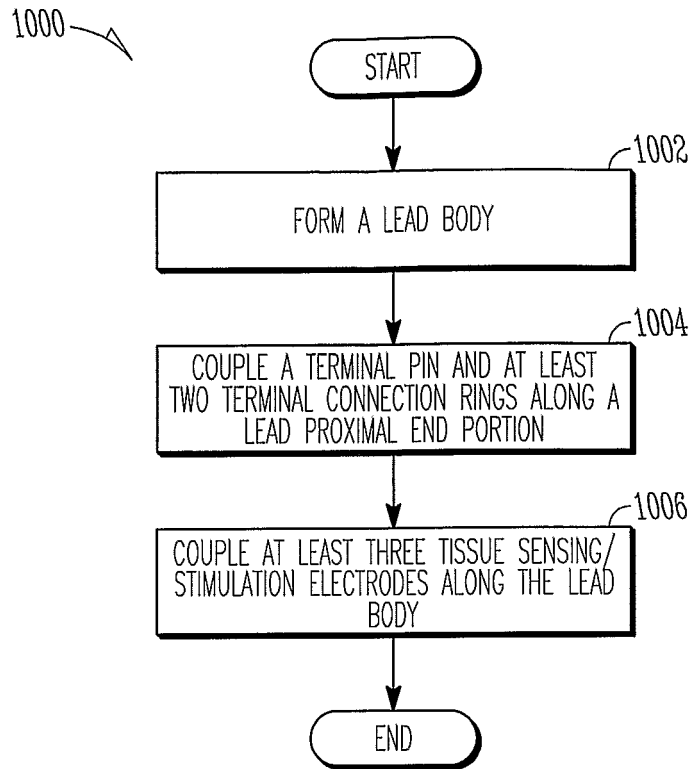 1000
START
1002
FORM A LEAD BODY
1004
COUPLE A TERMINAL PIN AND AT LEAST
TWO TERMINAL CONNECTION RINGS ALONG A
LEAD PROXIMAL END PORTION
1006
COUPLE AT LEAST THREE TISSUE SENSING/
STIMULATION ELECTRODES ALONG THE LEAD
BODY
END